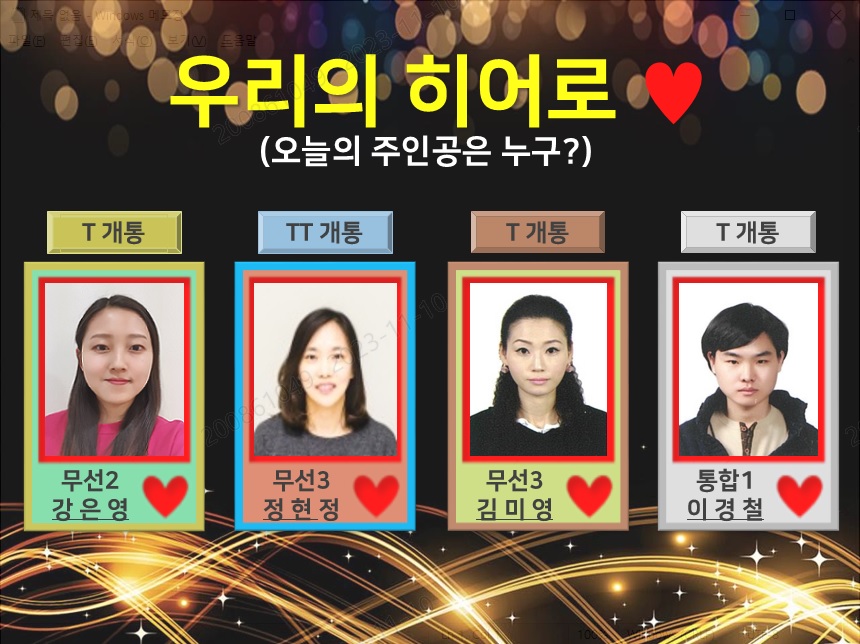 우리의 히어로
(오늘의 주인공은 누구?)
T 개통
TT 개통
T 개통
T 개통
무선2
강 은 영
무선3
정 현 정
무선3
김 미 영
통합1
이 경 철